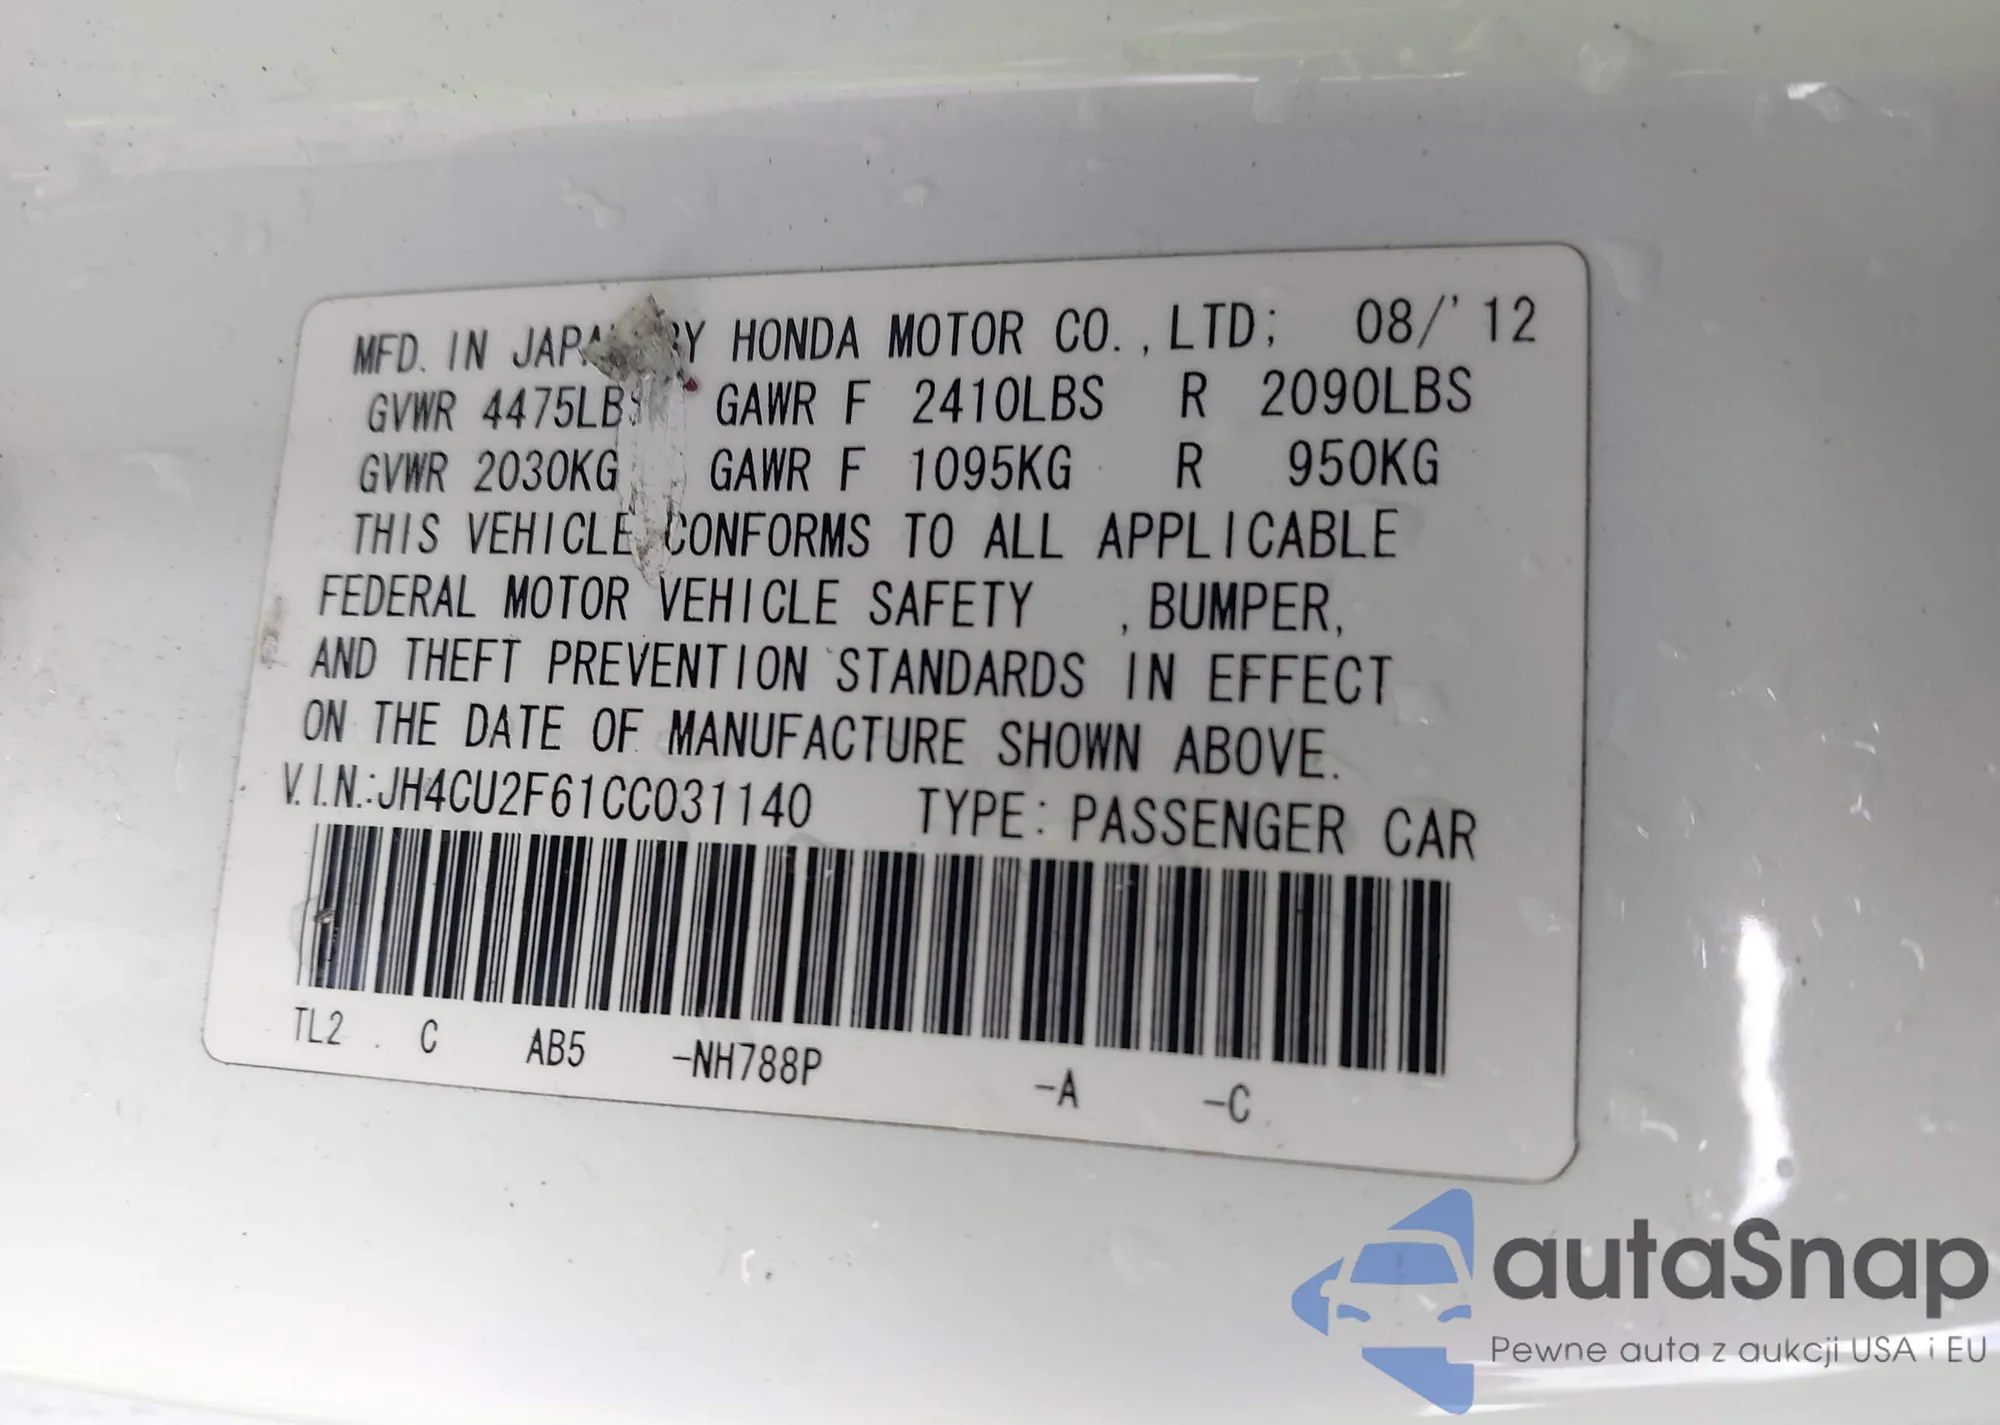 MFD. IN JAPAN BY HONDA MOTOR CO., LTD; 08/'12
GVWR 4475LBS GAWR F 2410LBS R 2090LBS
GVWR 2030KG GAWR F 1095KG R 950KG
THIS VEHICLE CONFORMS TO ALL APPLICABLE
FEDERAL MOTOR VEHICLE SAFETY , BUMPER,
AND THEFT PREVENTION STANDARDS IN EFFECT
ON THE DATE OF MANUFACTURE SHOWN ABOVE.
V.I.N.:JH4CU2F61CC031140 TYPE: PASSENGER CAR
TL2 C AB5 -NH788P -A -C
autaSnap
Pewne auta z aukcji USA i EU